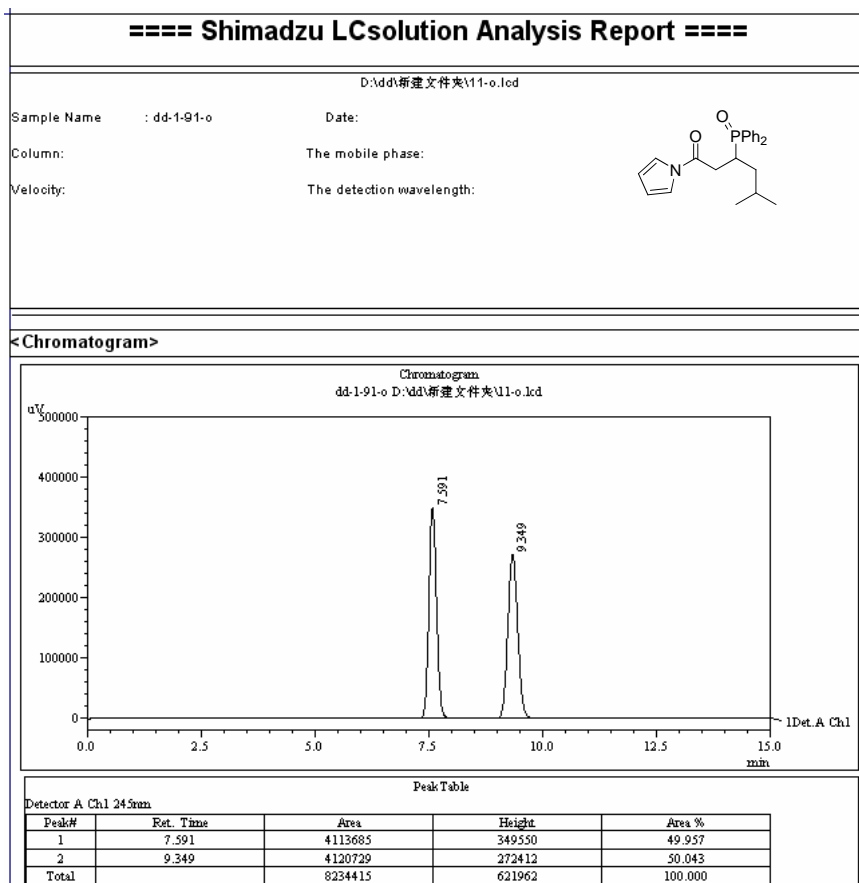 ==== Shimadzu LCsolution Analysis Report ====
D:\dd\新建文件夹\11-o.lcd
Sample Name : dd-1-91-o Date:
Column: The mobile phase:
Velocity: The detection wavelength:
O
O PPh2
N
<Chromatogram>
Chromatogram
dd-1-91-o D:\dd\新建文件夹\11-o.lcd
uV
500000
400000
300000
200000
100000
0
7.591
9.349
1Det.A Ch1
0.0 2.5 5.0 7.5 10.0 12.5 15.0
min
PeakTable
Detector A Ch1 245nm
Peak# Ret. Time Area Height Area %
1 7.591 4113685 349550 49.957
2 9.349 4120729 272412 50.043
Total 8234415 621962 100.000